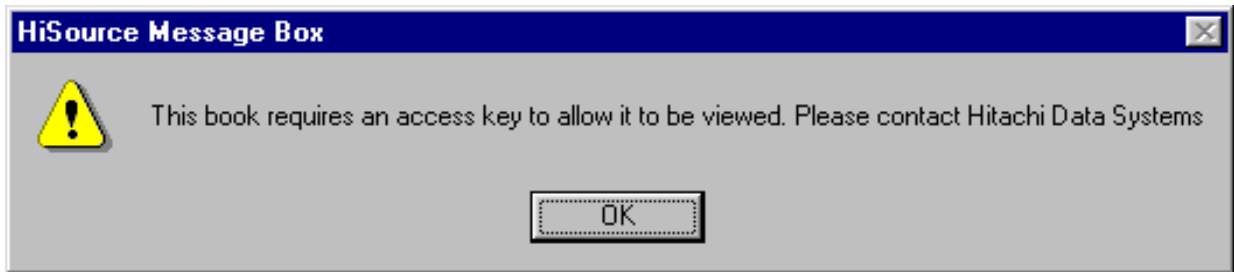 HiSource Message Box
This book requires an access key to allow it to be viewed. Please contact Hitachi Data Systems
OK